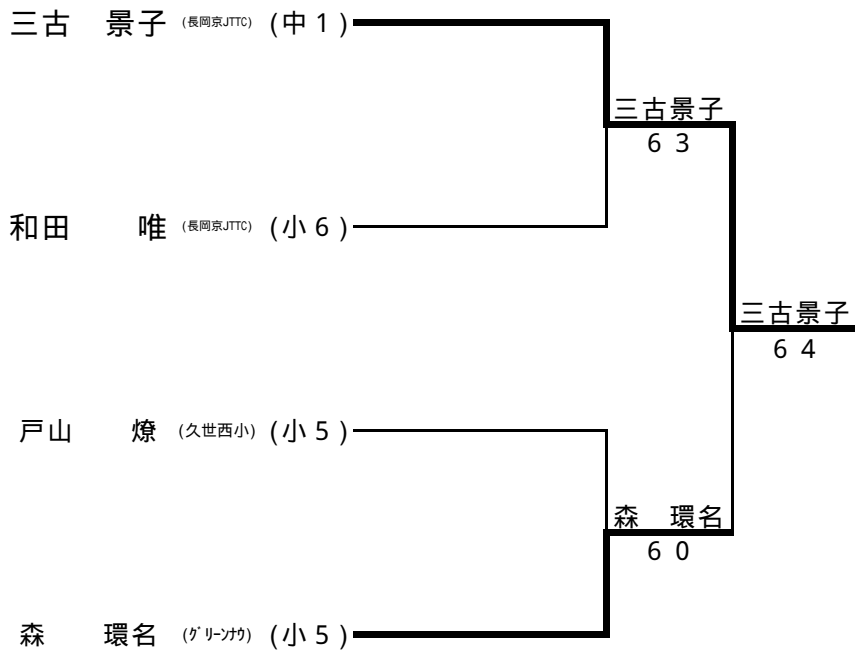 三古　景子 (長岡京JTTC) (中１)
三古景子
６３
和田　　唯 (長岡京JTTC) (小６)
三古景子
６４
戸山　　燎 (久世西小) (小５)
森　環名
６０
森　　環名 (ｸﾞﾘｰﾝﾅｳ) (小５)